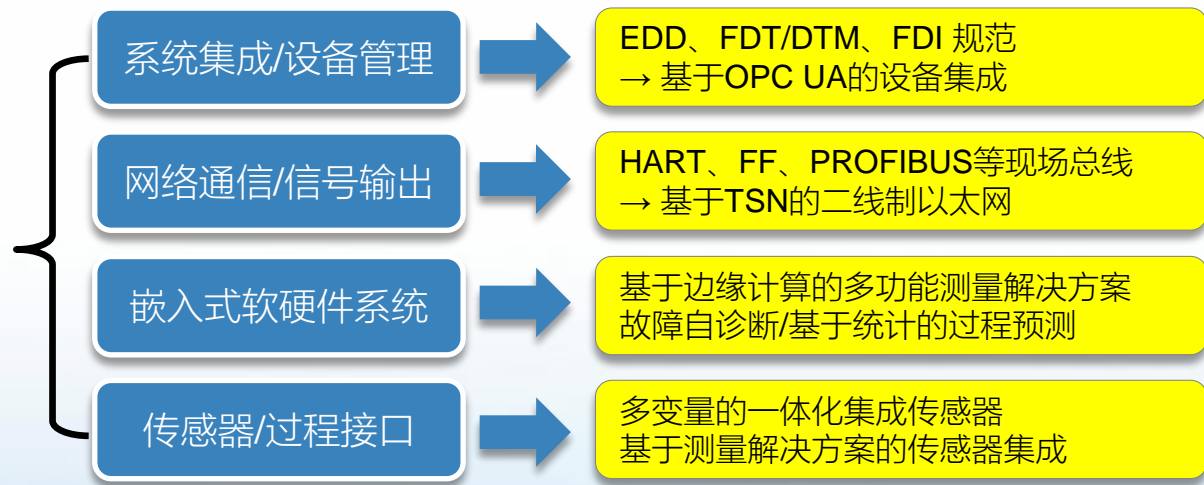 系统集成/设备管理
EDD、FDT/DTM、FDI 规范
→ 基于OPC UA的设备集成
网络通信/信号输出
HART、FF、PROFIBUS等现场总线
→ 基于TSN的二线制以太网
嵌入式软硬件系统
基于边缘计算的多功能测量解决方案
故障自诊断/基于统计的过程预测
传感器/过程接口
多变量的一体化集成传感器
基于测量解决方案的传感器集成